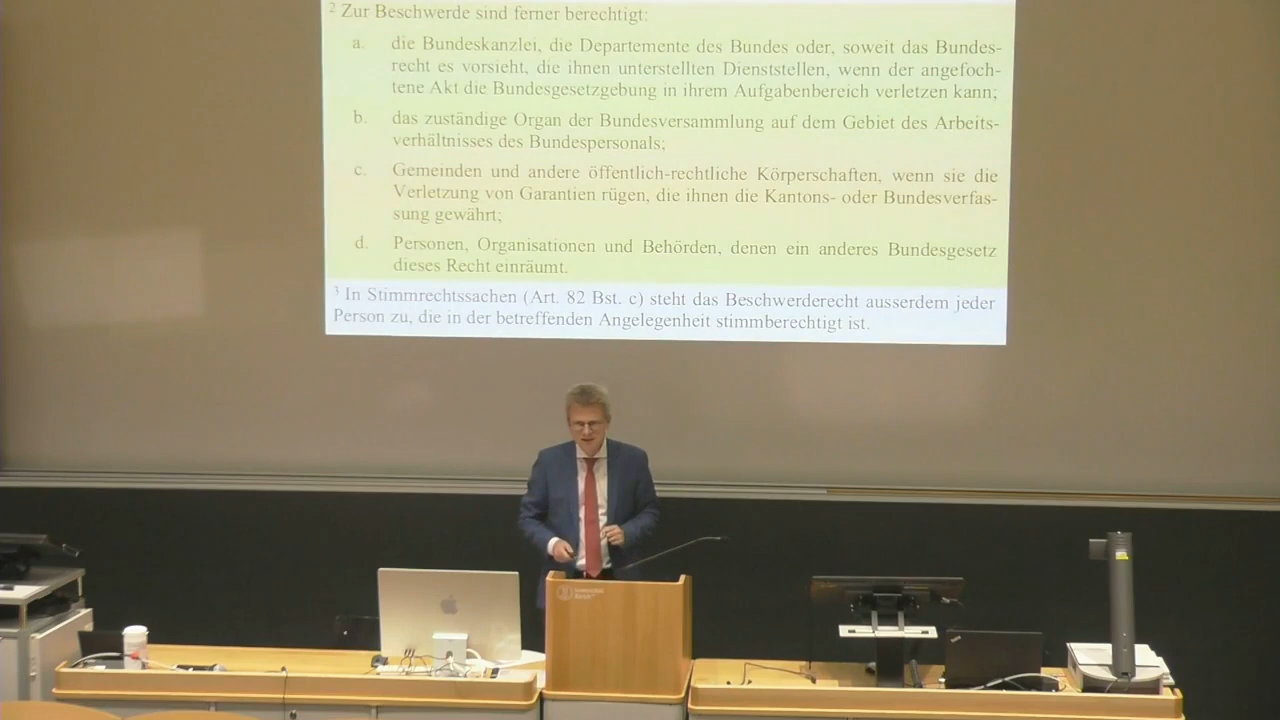 ² Zur Beschwerde sind ferner berechtigt:
a. die Bundeskanzlei, die Departemente des Bundes oder, soweit das Bundes-
recht es vorsieht, die ihnen unterstellten Dienststellen, wenn der angefoch-
tene Akt die Bundesgesetzgebung in ihrem Aufgabenbereich verletzen kann;
b. das zuständige Organ der Bundesversammlung auf dem Gebiet des Arbeits-
verhältnisses des Bundespersonals;
c. Gemeinden und andere öffentlich-rechtliche Körperschaften, wenn sie die
Verletzung von Garantien rügen, die ihnen die Kantons- oder Bundesverfas-
sung gewährt;
d. Personen, Organisationen und Behörden, denen ein anderes Bundesgesetz
dieses Recht einräumt.
³ In Stimmrechtssachen (Art. 82 Bst. c) steht das Beschwerderecht ausserdem jeder
Person zu, die in der betreffenden Angelegenheit stimmberechtigt ist.
Universität
Zürich